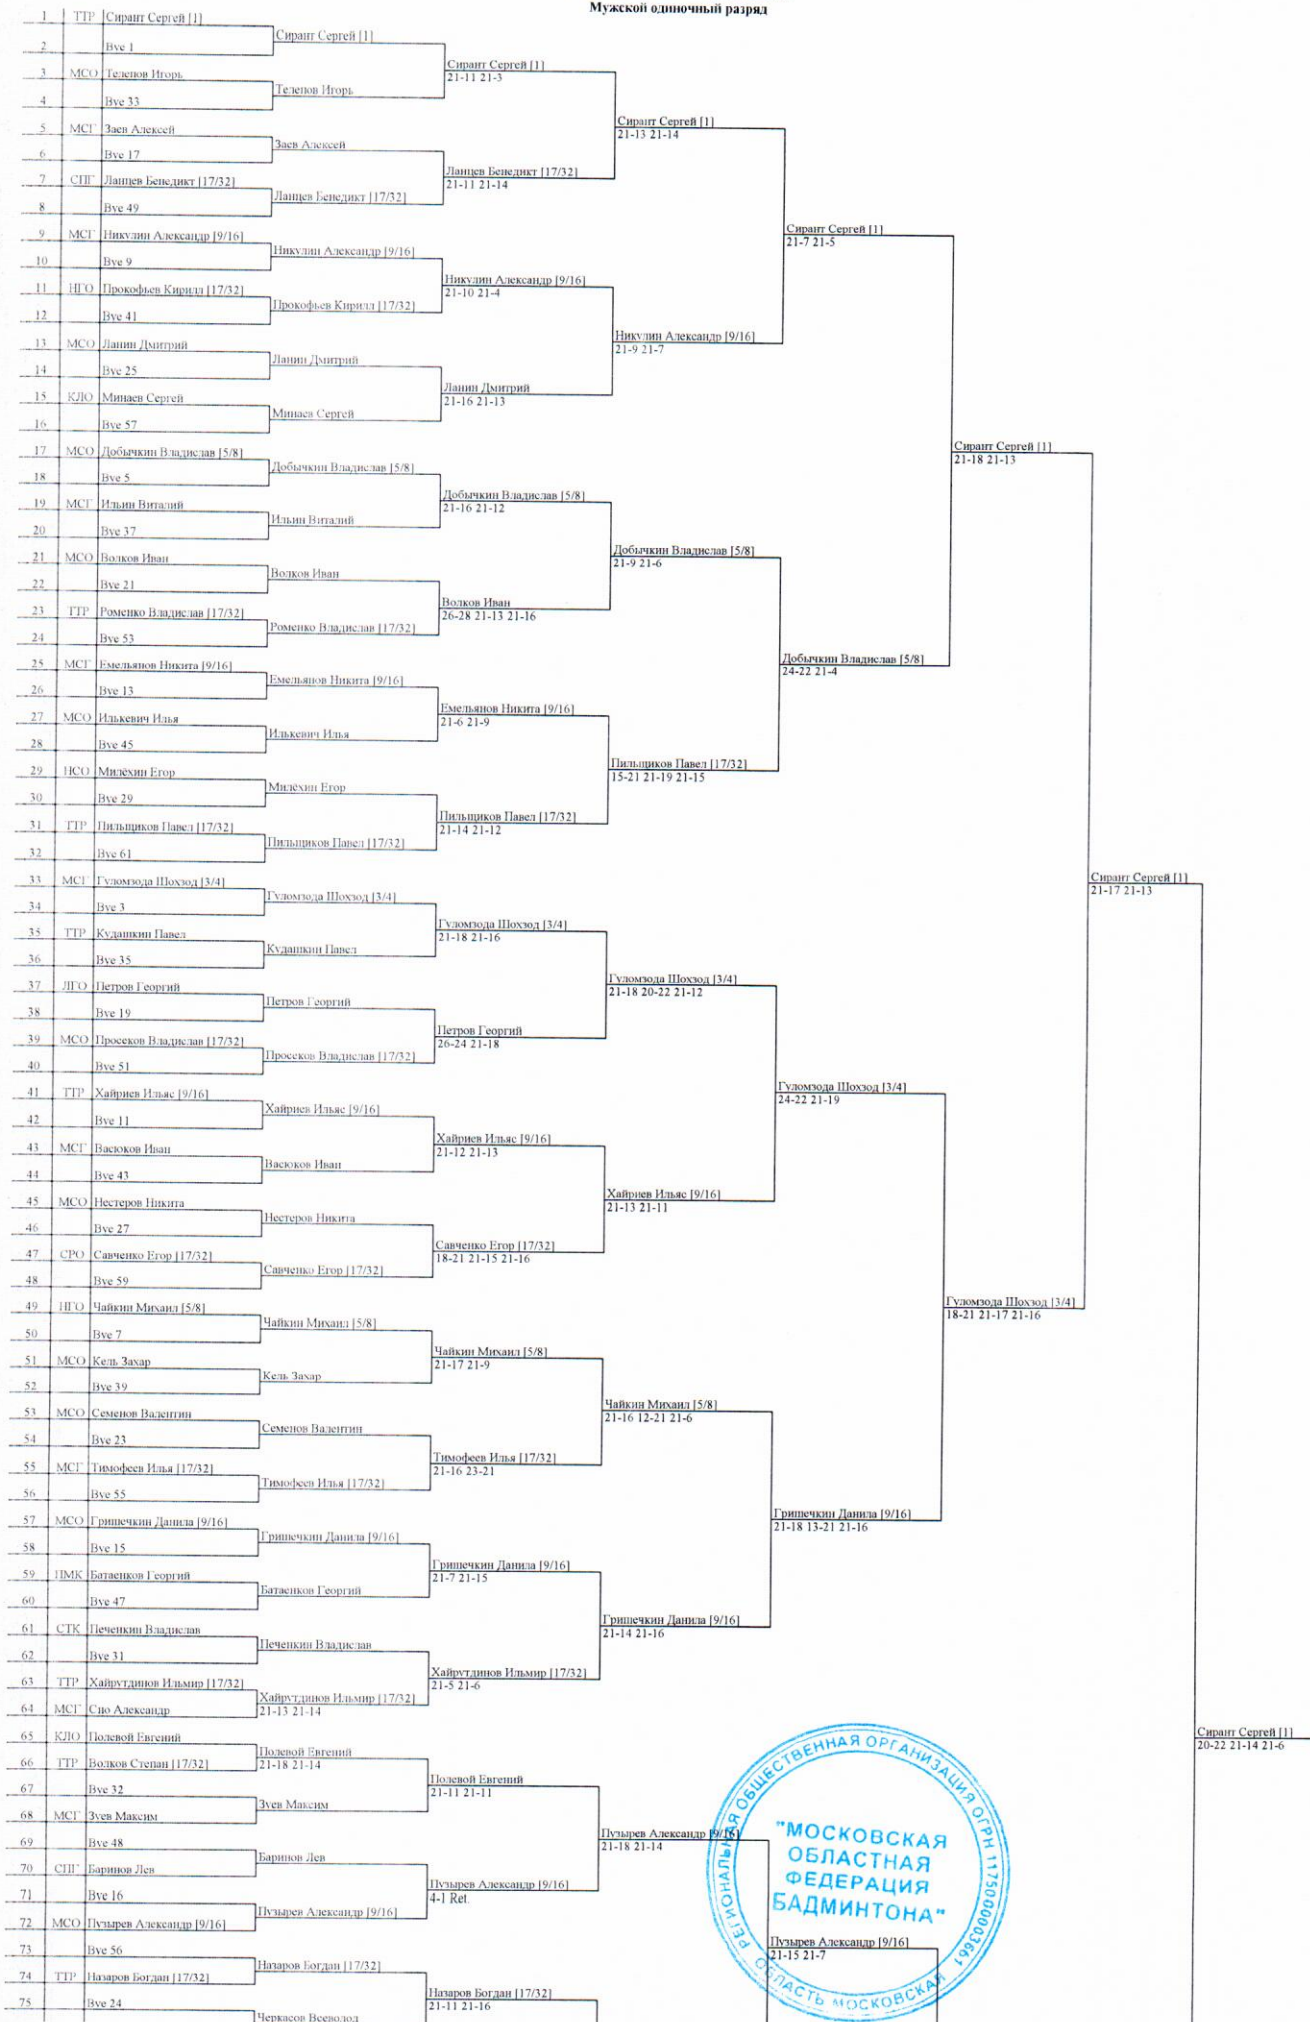 Мужской одиночный разряд
1 ТТР Сирант Сергей [1]
2 Bye 1
3 МСО Теленов Игорь
4 Bye 33
5 МСГ Заев Алексей
6 Bye 17
7 СПГ Ланцев Бенедикт [17/32]
8 Bye 49
9 МСГ Никулин Александр [9/16]
10 Bye 9
11 НГО Прокофьев Кирилл [17/32]
12 Bye 41
13 МСО Ланин Дмитрий
14 Bye 25
15 КЛО Минаев Сергей
16 Bye 57
17 МСО Добычкин Владислав [5/8]
18 Bye 5
19 МСГ Ильин Виталий
20 Bye 37
21 МСО Волков Иван
22 Bye 21
23 ТТР Роменко Владислав [17/32]
24 Bye 53
25 МСГ Емельянов Никита [9/16]
26 Bye 13
27 МСО Илькевич Илья
28 Bye 45
29 НСО Милёхин Егор
30 Bye 29
31 ТТР Пильщиков Павел [17/32]
32 Bye 61
33 МСГ Гуломзода Шохзод [3/4]
34 Bye 3
35 ТТР Кудашкин Павел
36 Bye 35
37 ЛГО Петров Георгий
38 Bye 19
39 МСО Просеков Владислав [17/32]
40 Bye 51
41 ТТР Хайриев Ильяс [9/16]
42 Bye 11
43 МСГ Васюков Иван
44 Bye 43
45 МСО Нестеров Никита
46 Bye 27
47 СРО Савченко Егор [17/32]
48 Bye 59
49 НГО Чайкин Михаил [5/8]
50 Bye 7
51 МСО Кель Захар
52 Bye 39
53 МСО Семенов Валентин
54 Bye 23
55 МСГ Тимофеев Илья [17/32]
56 Bye 55
57 МСО Гришечкин Данила [9/16]
58 Bye 15
59 ПМК Батаенков Георгий
60 Bye 47
61 СТК Печенкин Владислав
62 Bye 31
63 ТТР Хайрутдинов Ильмир [17/32]
64 МСГ Сно Александр
65 КЛО Полевой Евгений
66 ТТР Волков Степан [17/32]
67 Bye 32
68 МСГ Зуев Максим
69 Bye 48
70 СПГ Баринов Лев
71 Bye 16
72 МСО Пузырев Александр [9/16]
73 Bye 56
74 ТТР Назаров Богдан [17/32]
75 Bye 24
Сирант Сергей [1]
Теленов Игорь
Заев Алексей
Ланцев Бенедикт [17/32]
Никулин Александр [9/16]
Прокофьев Кирилл [17/32]
Ланин Дмитрий
Минаев Сергей
Добычкин Владислав [5/8]
Ильин Виталий
Волков Иван
Роменко Владислав [17/32]
Емельянов Никита [9/16]
Илькевич Илья
Милёхин Егор
Пильщиков Павел [17/32]
Гуломзода Шохзод [3/4]
Кудашкин Павел
Петров Георгий
Просеков Владислав [17/32]
Хайриев Ильяс [9/16]
Васюков Иван
Нестеров Никита
Савченко Егор [17/32]
Чайкин Михаил [5/8]
Кель Захар
Семенов Валентин
Тимофеев Илья [17/32]
Гришечкин Данила [9/16]
Батаенков Георгий
Печенкин Владислав
Хайрутдинов Ильмир [17/32]
21-13 21-14
Полевой Евгений
21-18 21-14
Зуев Максим
Баринов Лев
Пузырев Александр [9/16]
Назаров Богдан [17/32]
Черкасов Всеволод
Сирант Сергей [1]
21-11 21-3
Ланцев Бенедикт [17/32]
21-11 21-14
Никулин Александр [9/16]
21-10 21-4
Ланин Дмитрий
21-16 21-13
Добычкин Владислав [5/8]
21-16 21-12
Волков Иван
26-28 21-13 21-16
Емельянов Никита [9/16]
21-6 21-9
Пильщиков Павел [17/32]
21-14 21-12
Гуломзода Шохзод [3/4]
21-18 21-16
Петров Георгий
26-24 21-18
Хайриев Ильяс [9/16]
21-12 21-13
Савченко Егор [17/32]
18-21 21-15 21-16
Чайкин Михаил [5/8]
21-17 21-9
Тимофеев Илья [17/32]
21-16 23-21
Гришечкин Данила [9/16]
21-7 21-15
Хайрутдинов Ильмир [17/32]
21-5 21-6
Полевой Евгений
21-11 21-11
Пузырев Александр [9/16]
4-1 Ret.
Назаров Богдан [17/32]
21-11 21-16
Сирант Сергей [1]
21-13 21-14
Никулин Александр [9/16]
21-9 21-7
Добычкин Владислав [5/8]
21-9 21-6
Пильщиков Павел [17/32]
15-21 21-19 21-15
Гуломзода Шохзод [3/4]
21-18 20-22 21-12
Хайриев Ильяс [9/16]
21-13 21-11
Чайкин Михаил [5/8]
21-16 12-21 21-6
Гришечкин Данила [9/16]
21-14 21-16
Пузырев Александр [9/16]
21-18 21-14
Сирант Сергей [1]
21-7 21-5
Добычкин Владислав [5/8]
24-22 21-4
Гуломзода Шохзод [3/4]
24-22 21-19
Гришечкин Данила [9/16]
21-18 13-21 21-16
Пузырев Александр [9/16]
21-15 21-7
Сирант Сергей [1]
21-18 21-13
Гуломзода Шохзод [3/4]
18-21 21-17 21-16
Сирант Сергей [1]
21-17 21-13
Сирант Сергей [1]
20-22 21-14 21-6
РЕГИОНАЛЬНАЯ ОБЩЕСТВЕННАЯ ОРГАНИЗАЦИЯ ОГРН 1175000003661
"МОСКОВСКАЯ
ОБЛАСТНАЯ
ФЕДЕРАЦИЯ
БАДМИНТОНА"
ОБЛАСТЬ МОСКОВСКАЯ